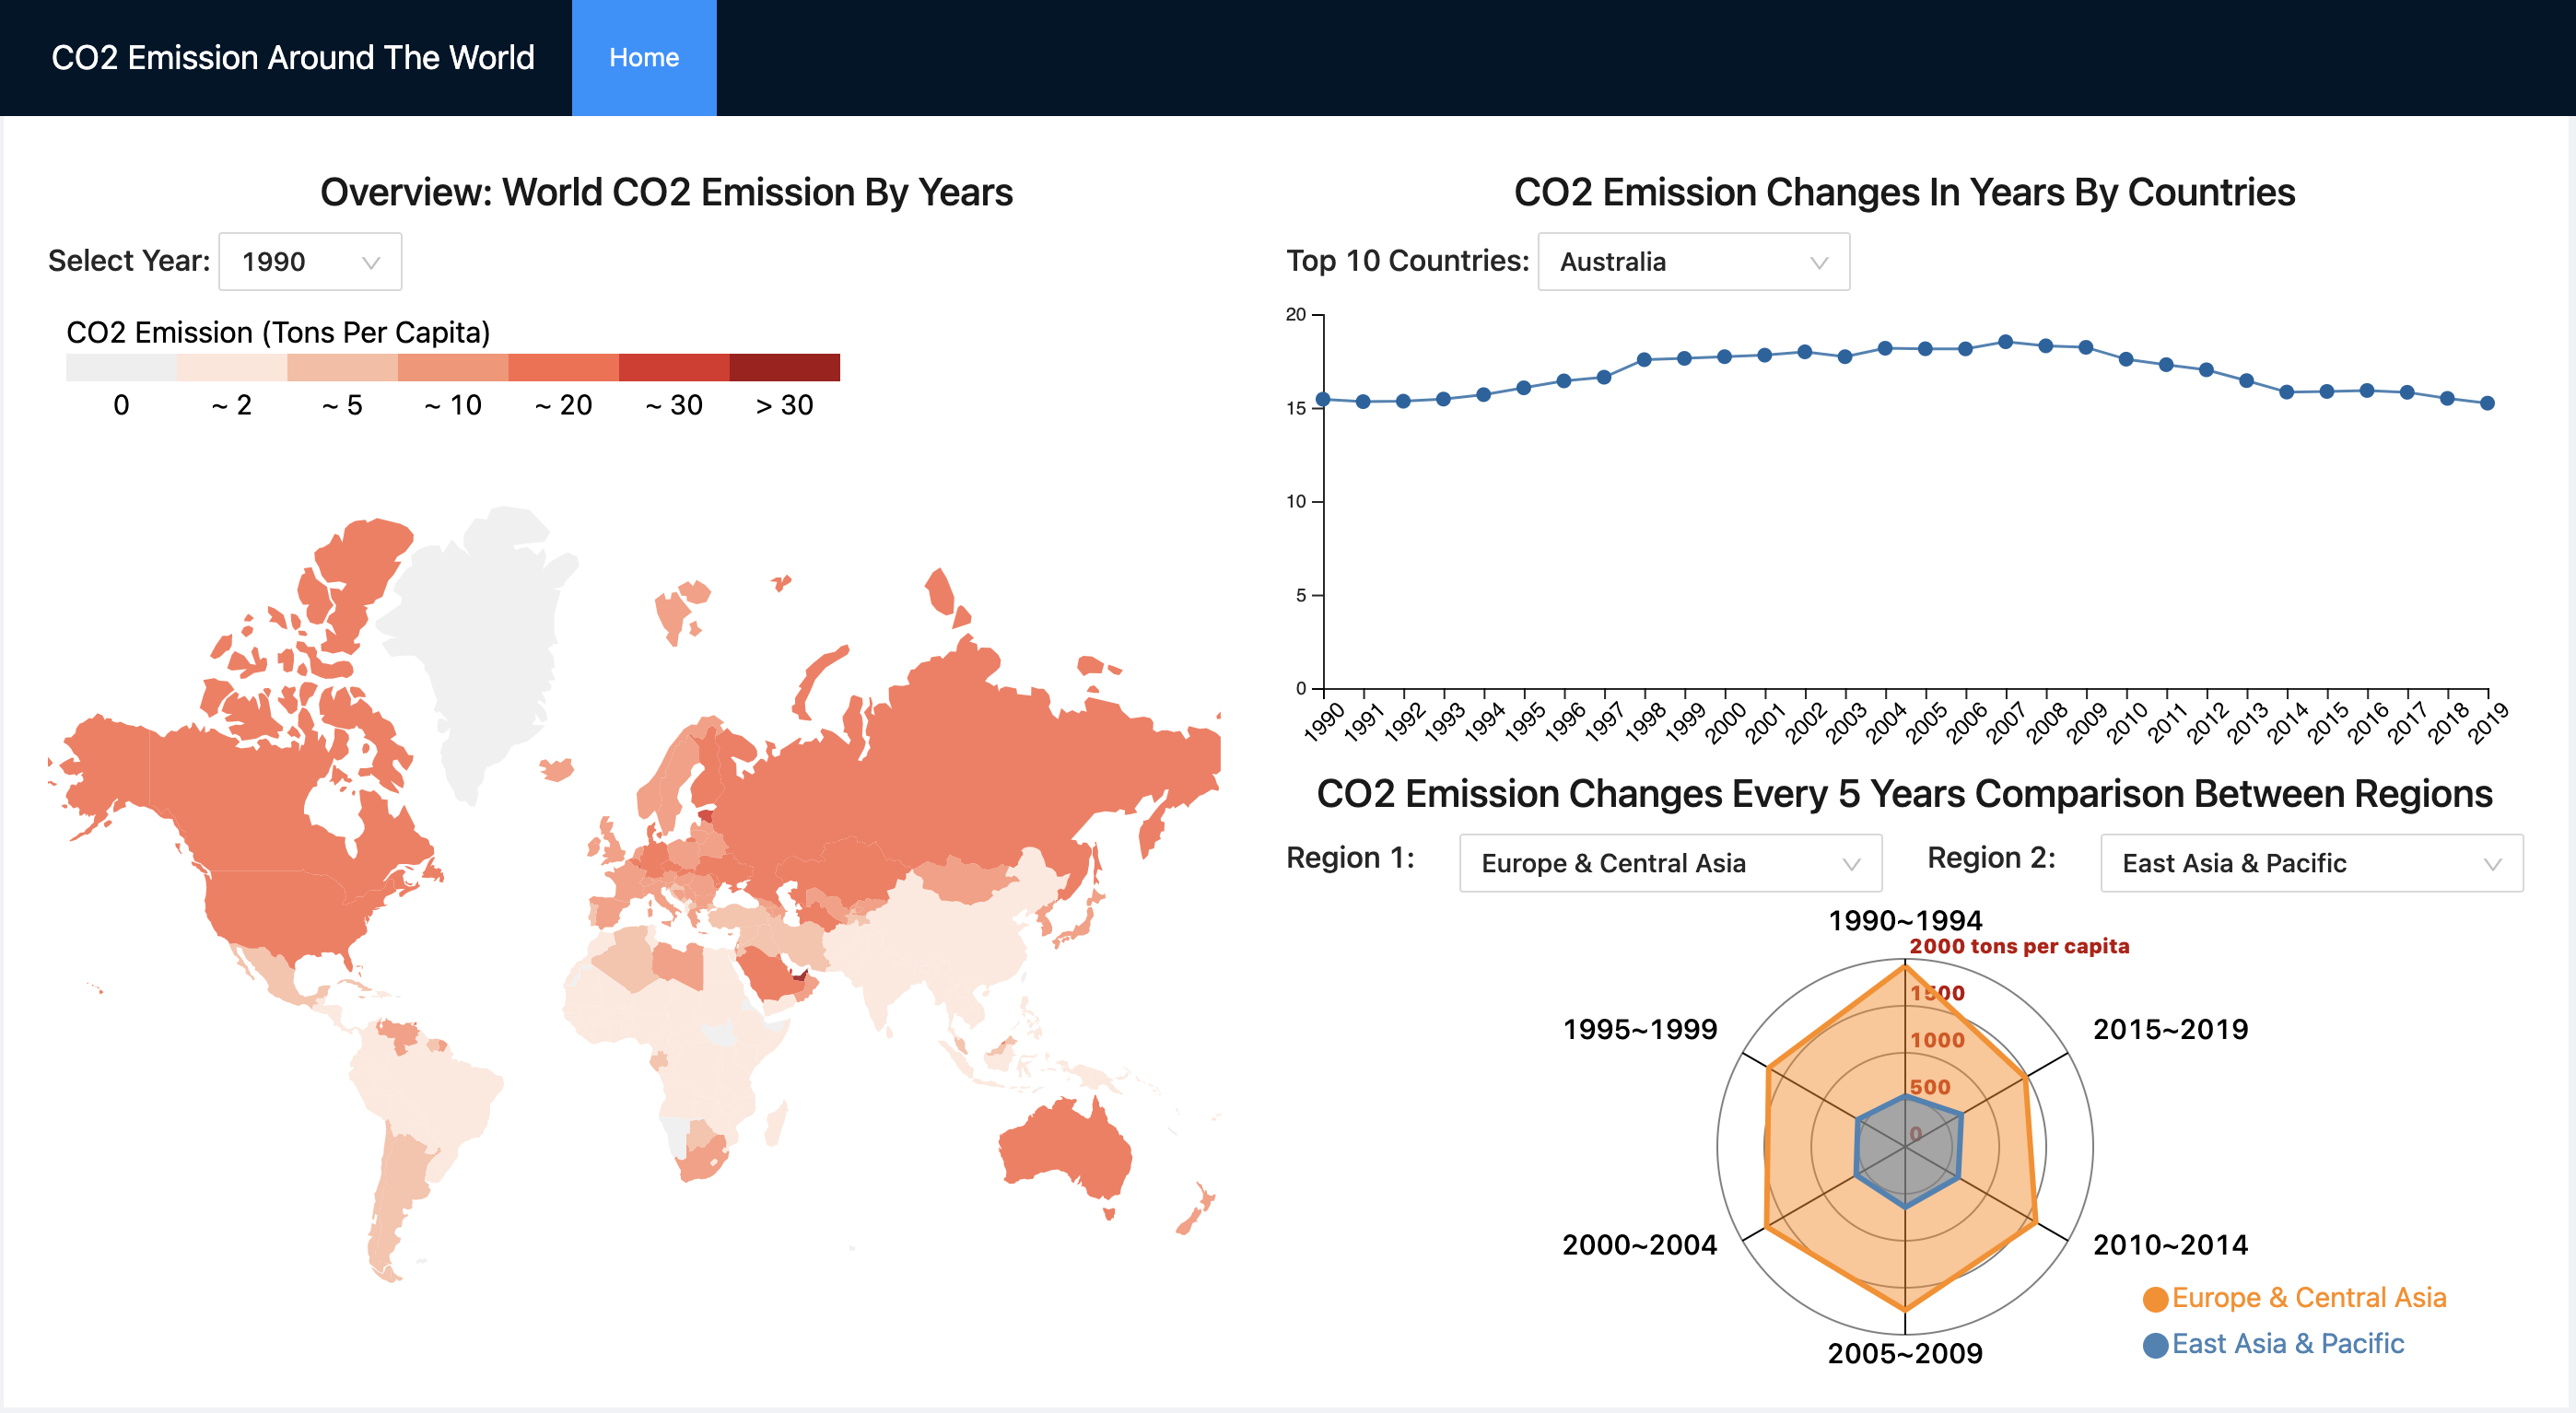 CO2 Emission Around The World
Home
Overview: World CO2 Emission By Years
Select Year: 1990
CO2 Emission (Tons Per Capita)
0 ~ 2 ~ 5 ~ 10 ~ 20 ~ 30 > 30
CO2 Emission Changes In Years By Countries
Top 10 Countries: Australia
20
15
10
5
0
1990 1991 1992 1993 1994 1995 1996 1997 1998 1999 2000 2001 2002 2003 2004 2005 2006 2007 2008 2009 2010 2011 2012 2013 2014 2015 2016 2017 2018 2019
CO2 Emission Changes Every 5 Years Comparison Between Regions
Region 1: Europe & Central Asia Region 2: East Asia & Pacific
1990~1994
2000 tons per capita
1500
1995~1999 2015~2019
1000
500
0
2000~2004 2010~2014
2005~2009
Europe & Central Asia
East Asia & Pacific